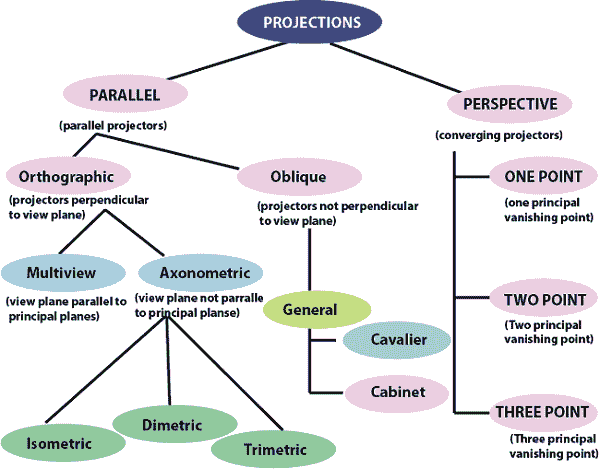 PROJECTIONS
PARALLEL
(parallel projectors)
PERSPECTIVE
(converging projectors)
Orthographic
(projectors perpendicular
to view plane)
Oblique
(projectors not perpendicular
to view plane)
ONE POINT
(one principal
vanishing point)
Multiview
(view plane parallel to
principal planes)
Axonometric
(view plane not parralle
to principal planse)
General
Cavalier
Cabinet
TWO POINT
(Two principal
vanishing point)
Isometric
Dimetric
Trimetric
THREE POINT
(Three principal
vanishing point)